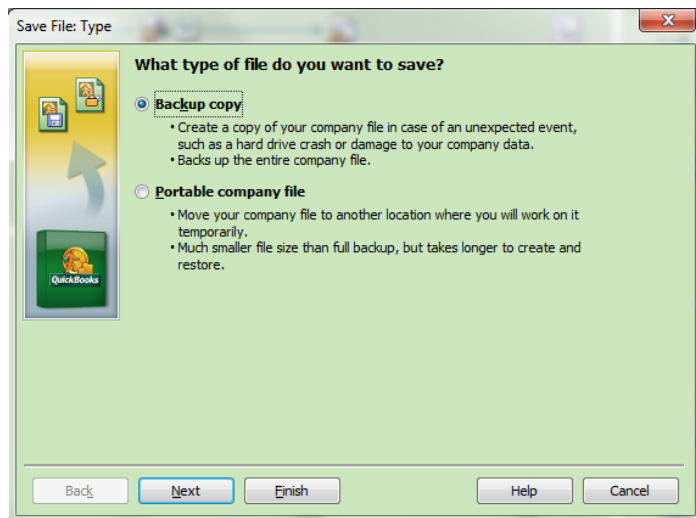 Save File: Type
What type of file do you want to save?
Backup copy
• Create a copy of your company file in case of an unexpected event,
such as a hard drive crash or damage to your company data.
• Backs up the entire company file.
Portable company file
• Move your company file to another location where you will work on it
temporarily.
• Much smaller file size than full backup, but takes longer to create and
restore.
QuickBooks
Back
Next
Finish
Help
Cancel